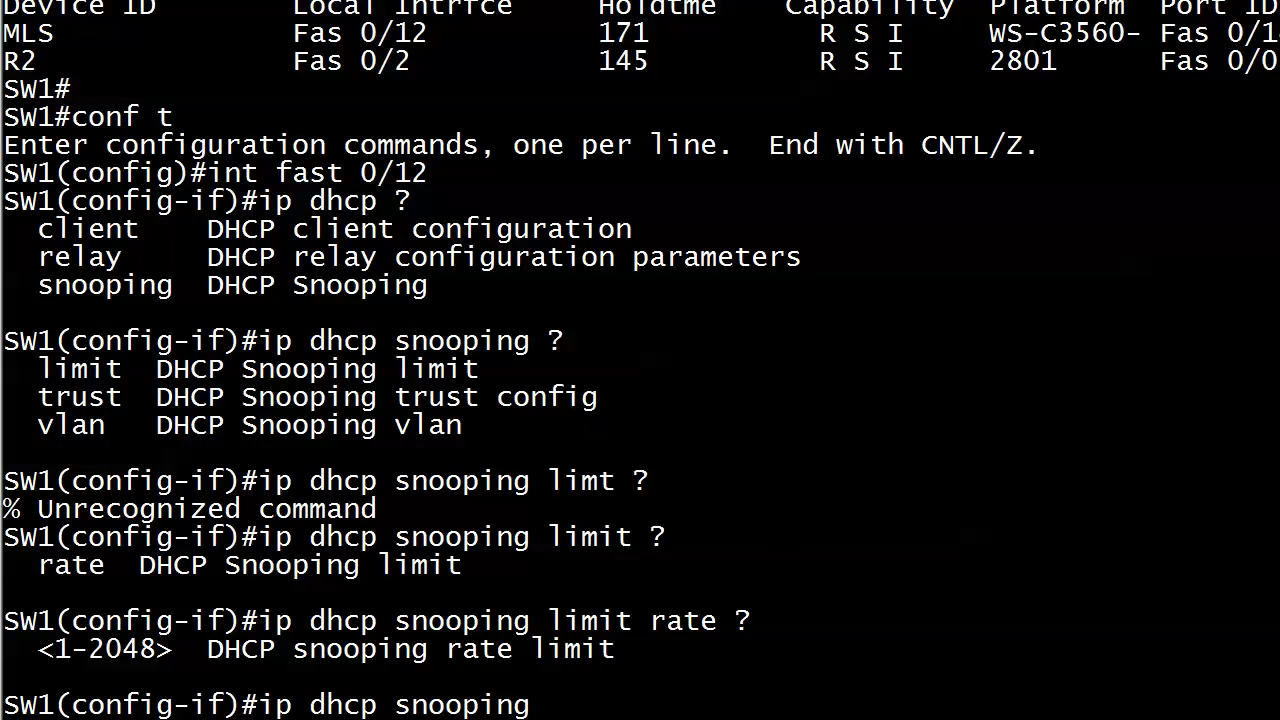 Device ID Local Intrfce Holdtme Capability Platform Port ID
MLS Fas 0/12 171 R S I WS-C3560- Fas 0/1
R2 Fas 0/2 145 R S I 2801 Fas 0/0
SW1#
SW1#conf t
Enter configuration commands, one per line. End with CNTL/Z.
SW1(config)#int fast 0/12
SW1(config-if)#ip dhcp ?
client DHCP client configuration
relay DHCP relay configuration parameters
snooping DHCP Snooping
SW1(config-if)#ip dhcp snooping ?
limit DHCP Snooping limit
trust DHCP Snooping trust config
vlan DHCP Snooping vlan
SW1(config-if)#ip dhcp snooping limt ?
% Unrecognized command
SW1(config-if)#ip dhcp snooping limit ?
rate DHCP Snooping limit
SW1(config-if)#ip dhcp snooping limit rate ?
<1-2048> DHCP snooping rate limit
SW1(config-if)#ip dhcp snooping